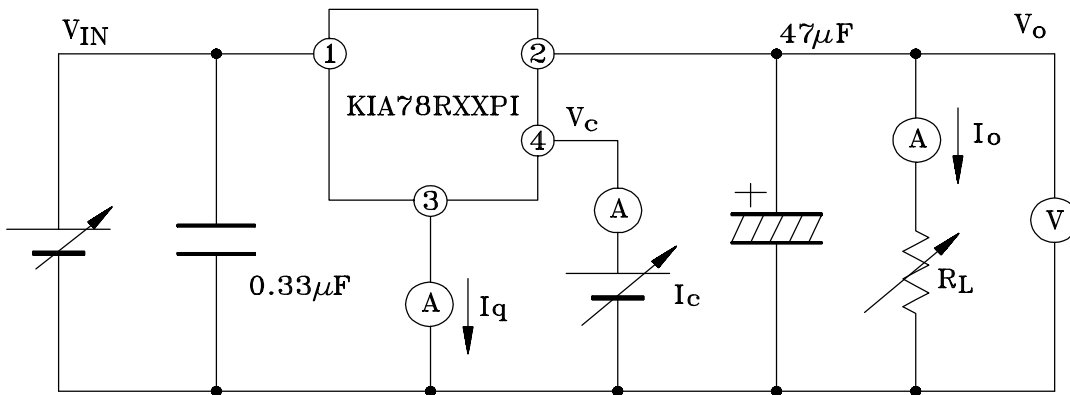 V_IN
1
2
47μF
V_o
KIA78RXXPI
4
V_c
A
I_o
3
A
+
V
0.33μF
A
I_q
I_c
R_L